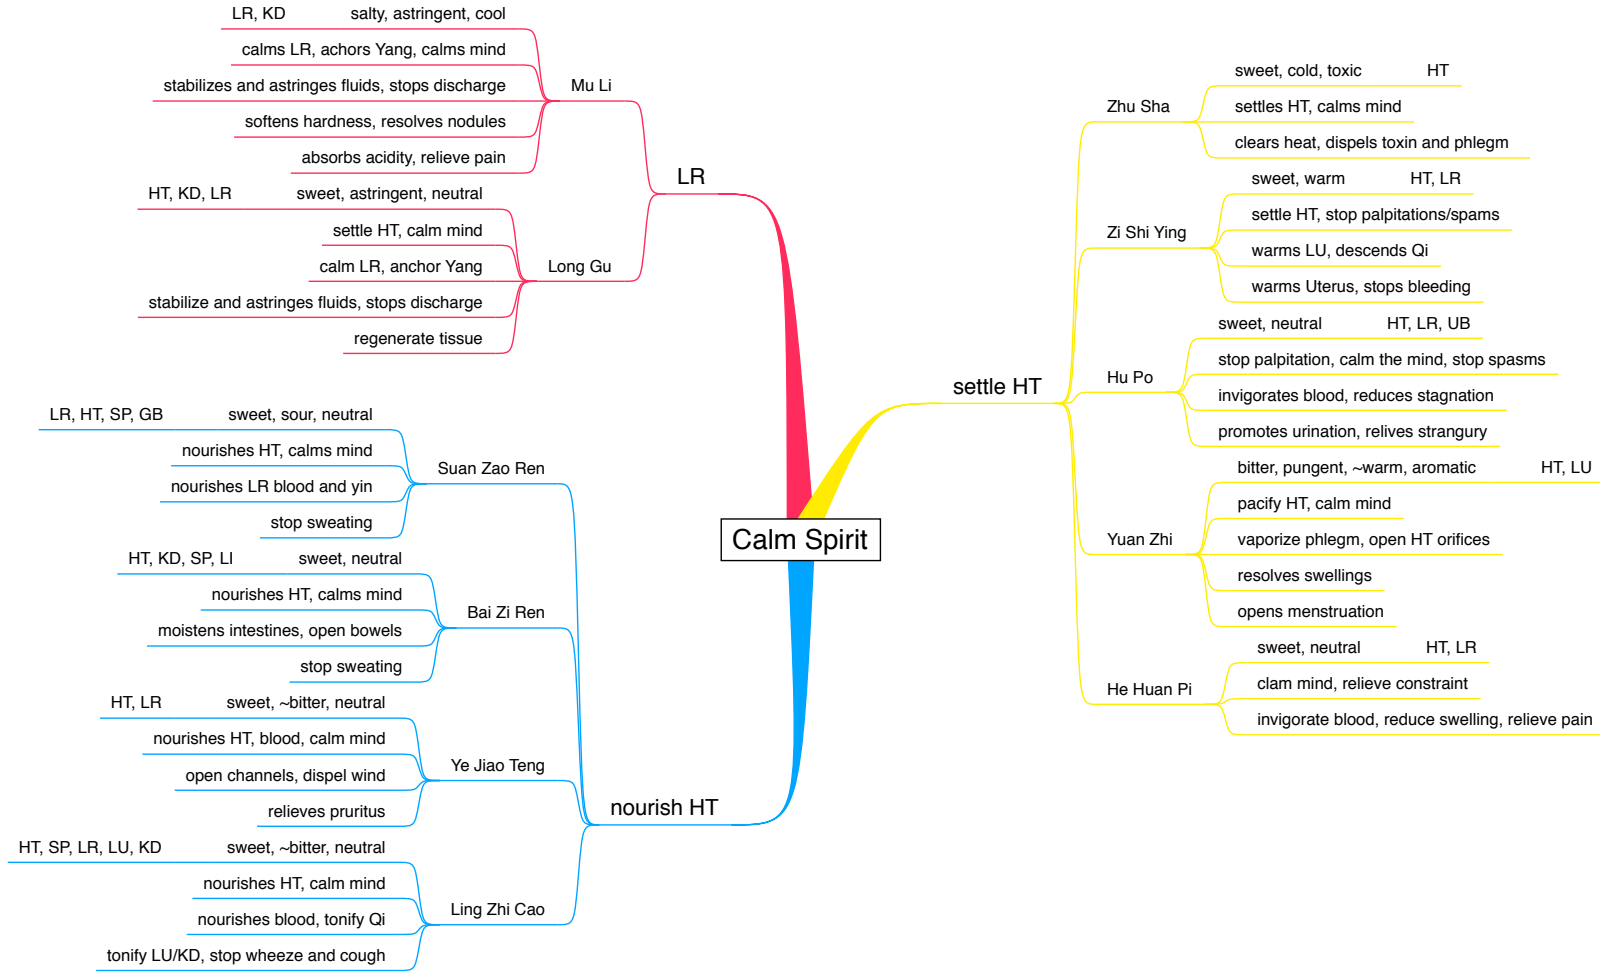 Calm Spirit
LR
Mu Li
LR, KD salty, astringent, cool
calms LR, achors Yang, calms mind
stabilizes and astringes fluids, stops discharge
softens hardness, resolves nodules
absorbs acidity, relieve pain
Long Gu
HT, KD, LR sweet, astringent, neutral
settle HT, calm mind
calm LR, anchor Yang
stabilize and astringes fluids, stops discharge
regenerate tissue
settle HT
Zhu Sha
sweet, cold, toxic HT
settles HT, calms mind
clears heat, dispels toxin and phlegm
Zi Shi Ying
sweet, warm HT, LR
settle HT, stop palpitations/spams
warms LU, descends Qi
warms Uterus, stops bleeding
Hu Po
sweet, neutral HT, LR, UB
stop palpitation, calm the mind, stop spasms
invigorates blood, reduces stagnation
promotes urination, relives strangury
Yuan Zhi
bitter, pungent, ~warm, aromatic HT, LU
pacify HT, calm mind
vaporize phlegm, open HT orifices
resolves swellings
opens menstruation
He Huan Pi
sweet, neutral HT, LR
clam mind, relieve constraint
invigorate blood, reduce swelling, relieve pain
nourish HT
Suan Zao Ren
LR, HT, SP, GB sweet, sour, neutral
nourishes HT, calms mind
nourishes LR blood and yin
stop sweating
Bai Zi Ren
HT, KD, SP, LI sweet, neutral
nourishes HT, calms mind
moistens intestines, open bowels
stop sweating
Ye Jiao Teng
HT, LR sweet, ~bitter, neutral
nourishes HT, blood, calm mind
open channels, dispel wind
relieves pruritus
Ling Zhi Cao
HT, SP, LR, LU, KD sweet, ~bitter, neutral
nourishes HT, calm mind
nourishes blood, tonify Qi
tonify LU/KD, stop wheeze and cough